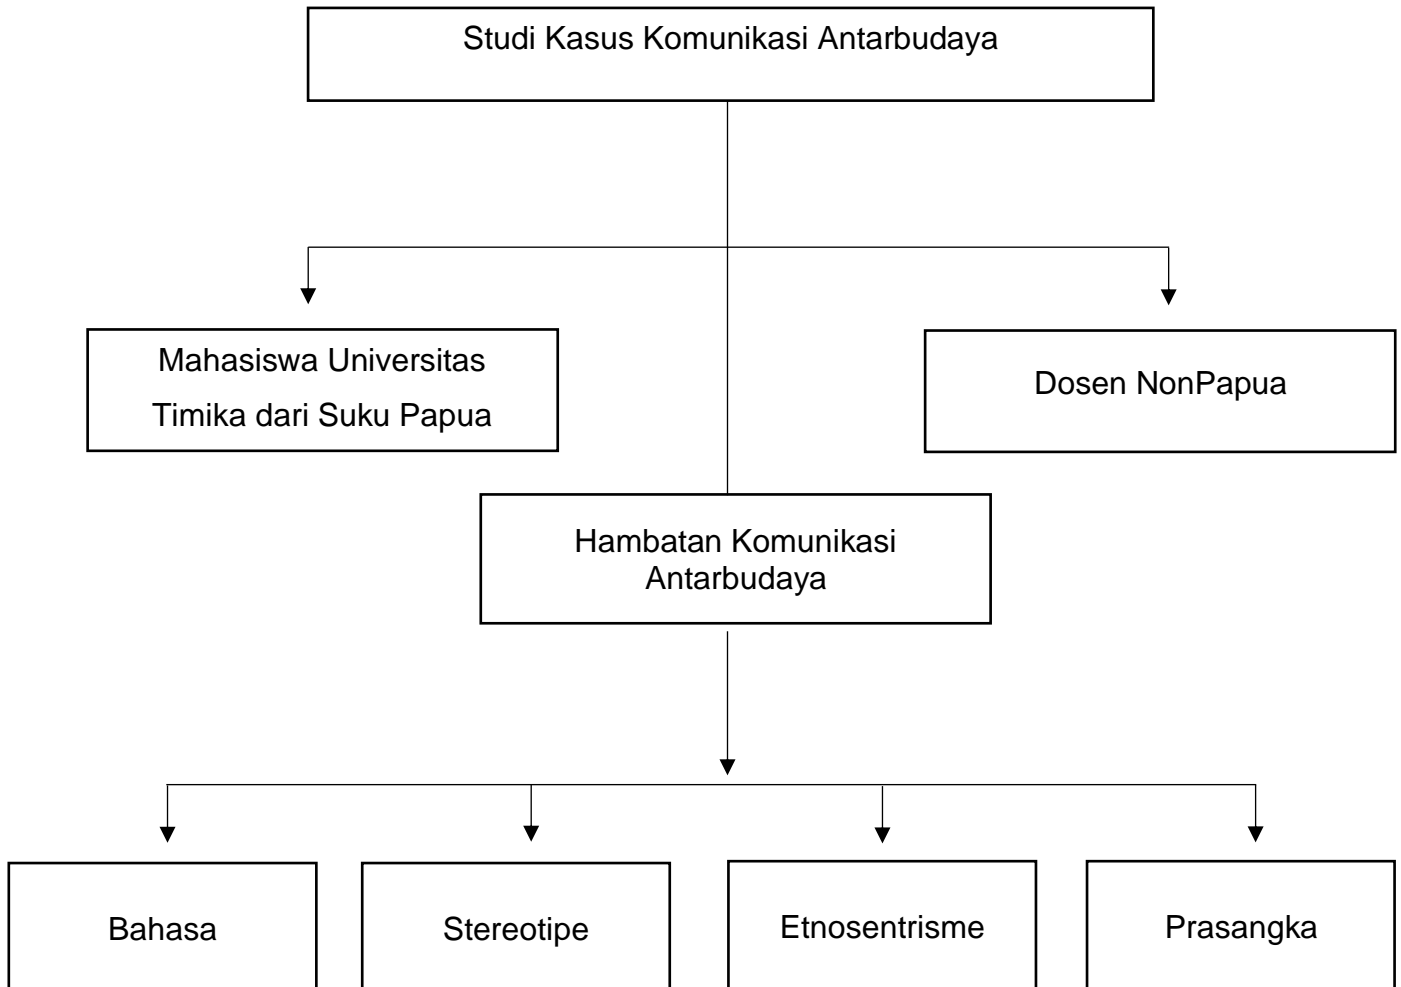 Studi Kasus Komunikasi Antarbudaya
Mahasiswa Universitas
Timika dari Suku Papua
Dosen NonPapua
Hambatan Komunikasi
Antarbudaya
Bahasa
Stereotipe
Etnosentrisme
Prasangka